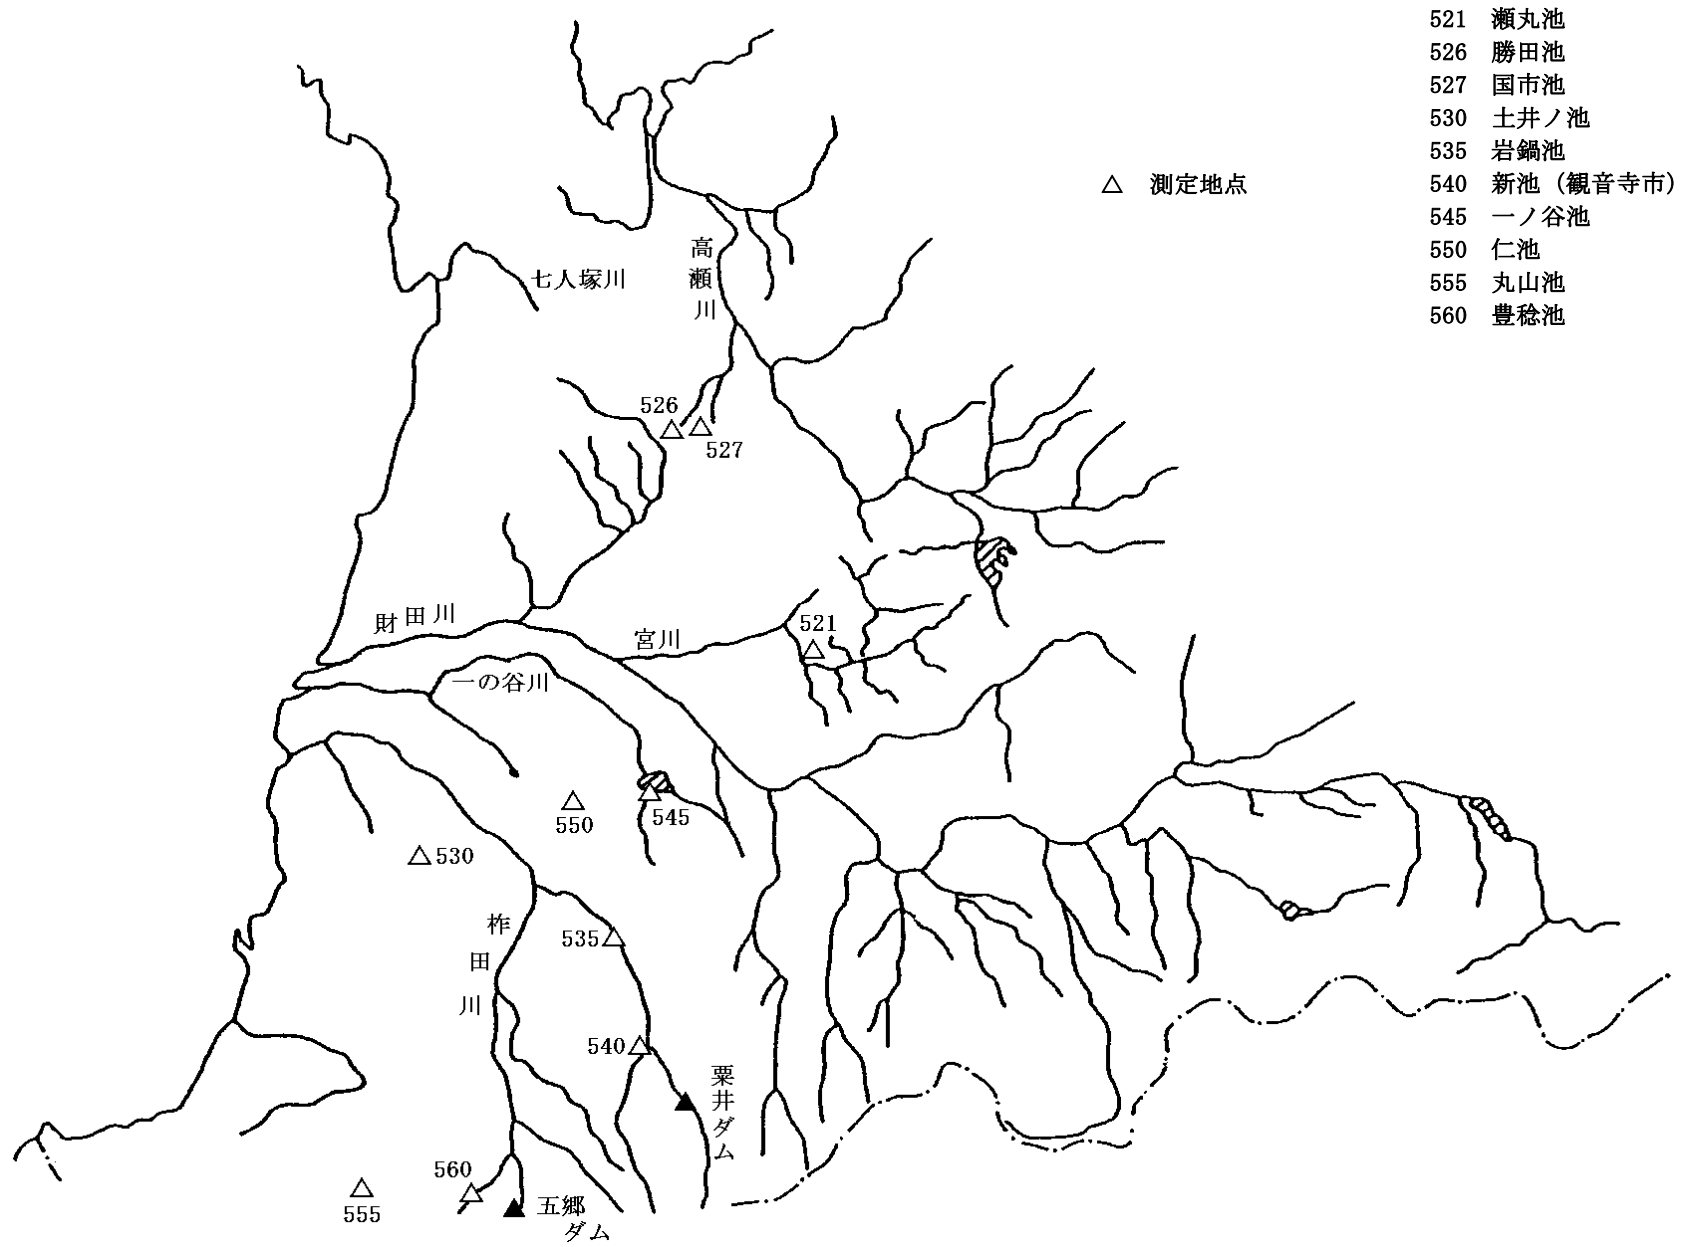 521 瀬丸池
526 勝田池
527 国市池
530 土井ノ池
535 岩鍋池
540 新池（観音寺市）
545 一ノ谷池
550 仁池
555 丸山池
560 豊稔池
△ 測定地点
高瀬川
七人塚川
526
527
財田川
宮川
521
一の谷川
550
545
530
柞田川
535
540
粟井ダム
560
555
五郷
ダム